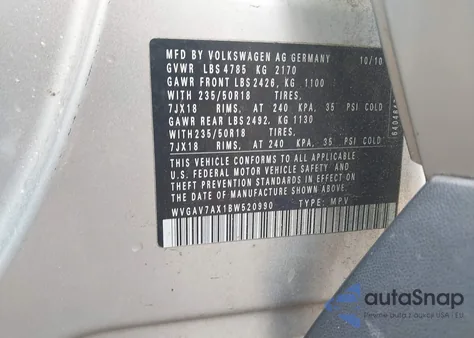 MFD BY VOLKSWAGEN AG GERMANY 10/10
GVWR LBS 4785 KG 2170
GAWR FRONT LBS 2426, KG 1100
WITH 235/50R18 TIRES,
7JX18 RIMS, AT 240 KPA, 35 PSI COLD
GAWR REAR LBS 2492, KG 1130
WITH 235/50R18 TIRES,
7JX18 RIMS, AT 240 KPA, 35 PSI COLD
THIS VEHICLE CONFORMS TO ALL APPLICABLE
U.S. FEDERAL MOTOR VEHICLE SAFETY AND
THEFT PREVENTION STANDARDS IN EFFECT ON
THE DATE OF MANUFACTURE SHOWN ABOVE.
WVGAV7AX1BW520990 TYPE: MPV
autoSnap